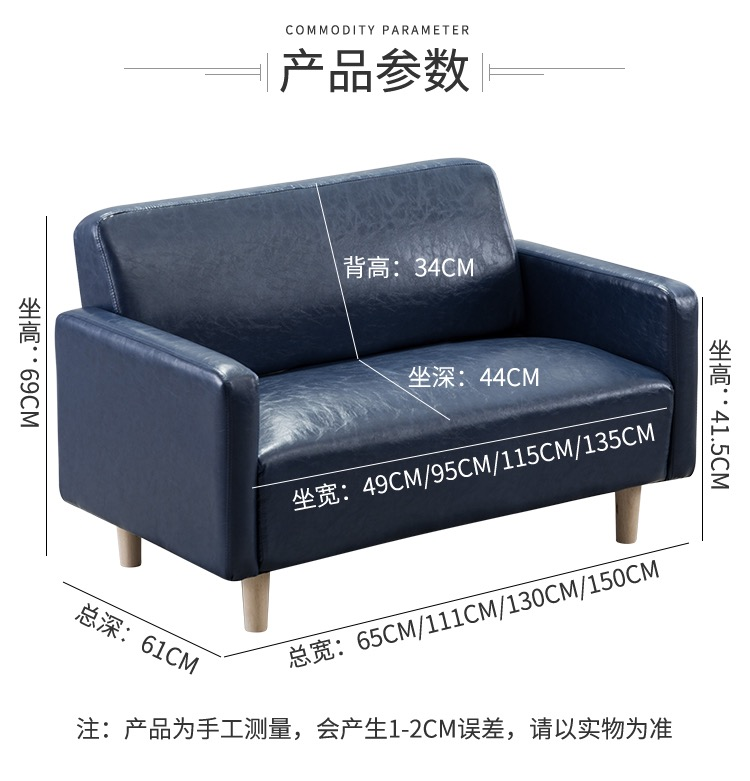 COMMODITY PARAMETER
产品参数
背高：34CM
坐深：44CM
坐高：69CM
坐高：41.5CM
坐宽：49CM/95CM/115CM/135CM
总深：61CM
总宽：65CM/111CM/130CM/150CM
注：产品为手工测量，会产生1-2CM误差，请以实物为准